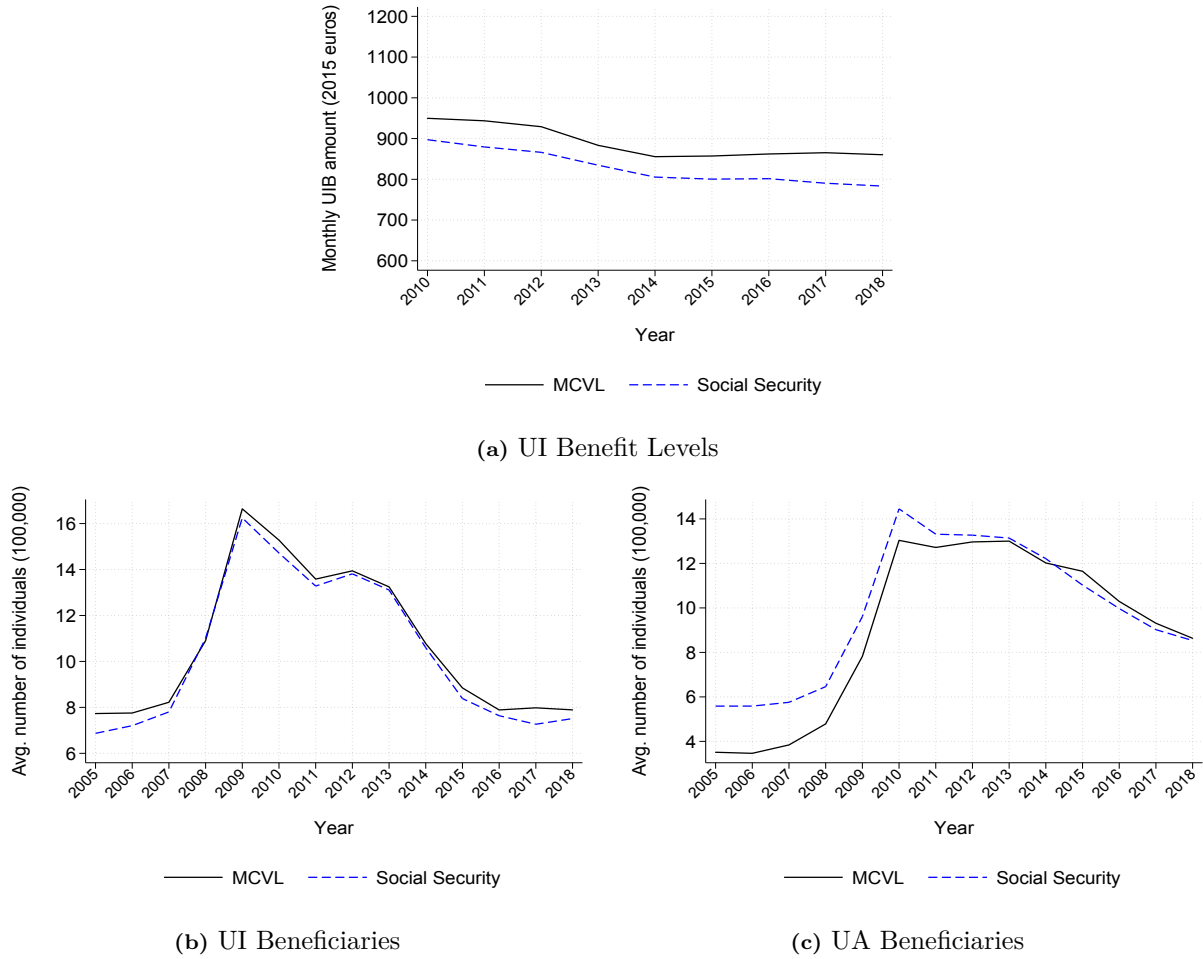 Monthly UIB amount (2015 euros)
1200
1100
1000
900
800
700
600
2010 2011 2012 2013 2014 2015 2016 2017 2018
Year
MCVL Social Security
(a) UI Benefit Levels
Avg. number of individuals (100,000)
16
14
12
10
8
6
2005 2006 2007 2008 2009 2010 2011 2012 2013 2014 2015 2016 2017 2018
Year
MCVL Social Security
(b) UI Beneficiaries
Avg. number of individuals (100,000)
14
12
10
8
6
4
2005 2006 2007 2008 2009 2010 2011 2012 2013 2014 2015 2016 2017 2018
Year
MCVL Social Security
(c) UA Beneficiaries